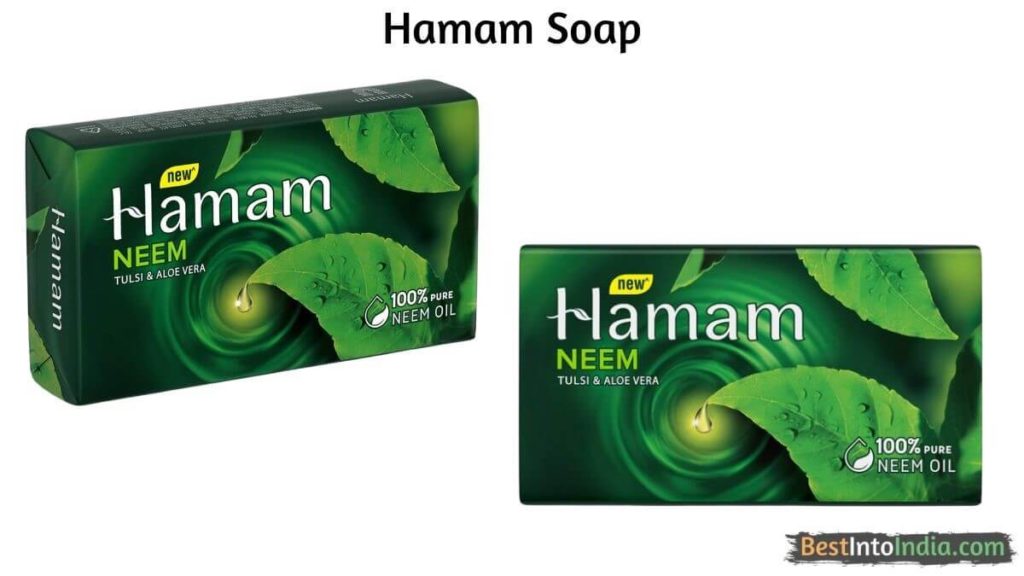 Hamam Soap
Hamam
new^
Hamam
NEEM
TULSI & ALOE VERA
100% PURE
NEEM OIL
Hamam
new^
Hamam
NEEM
TULSI & ALOE VERA
100% PURE
NEEM OIL
BestIntoIndia.com